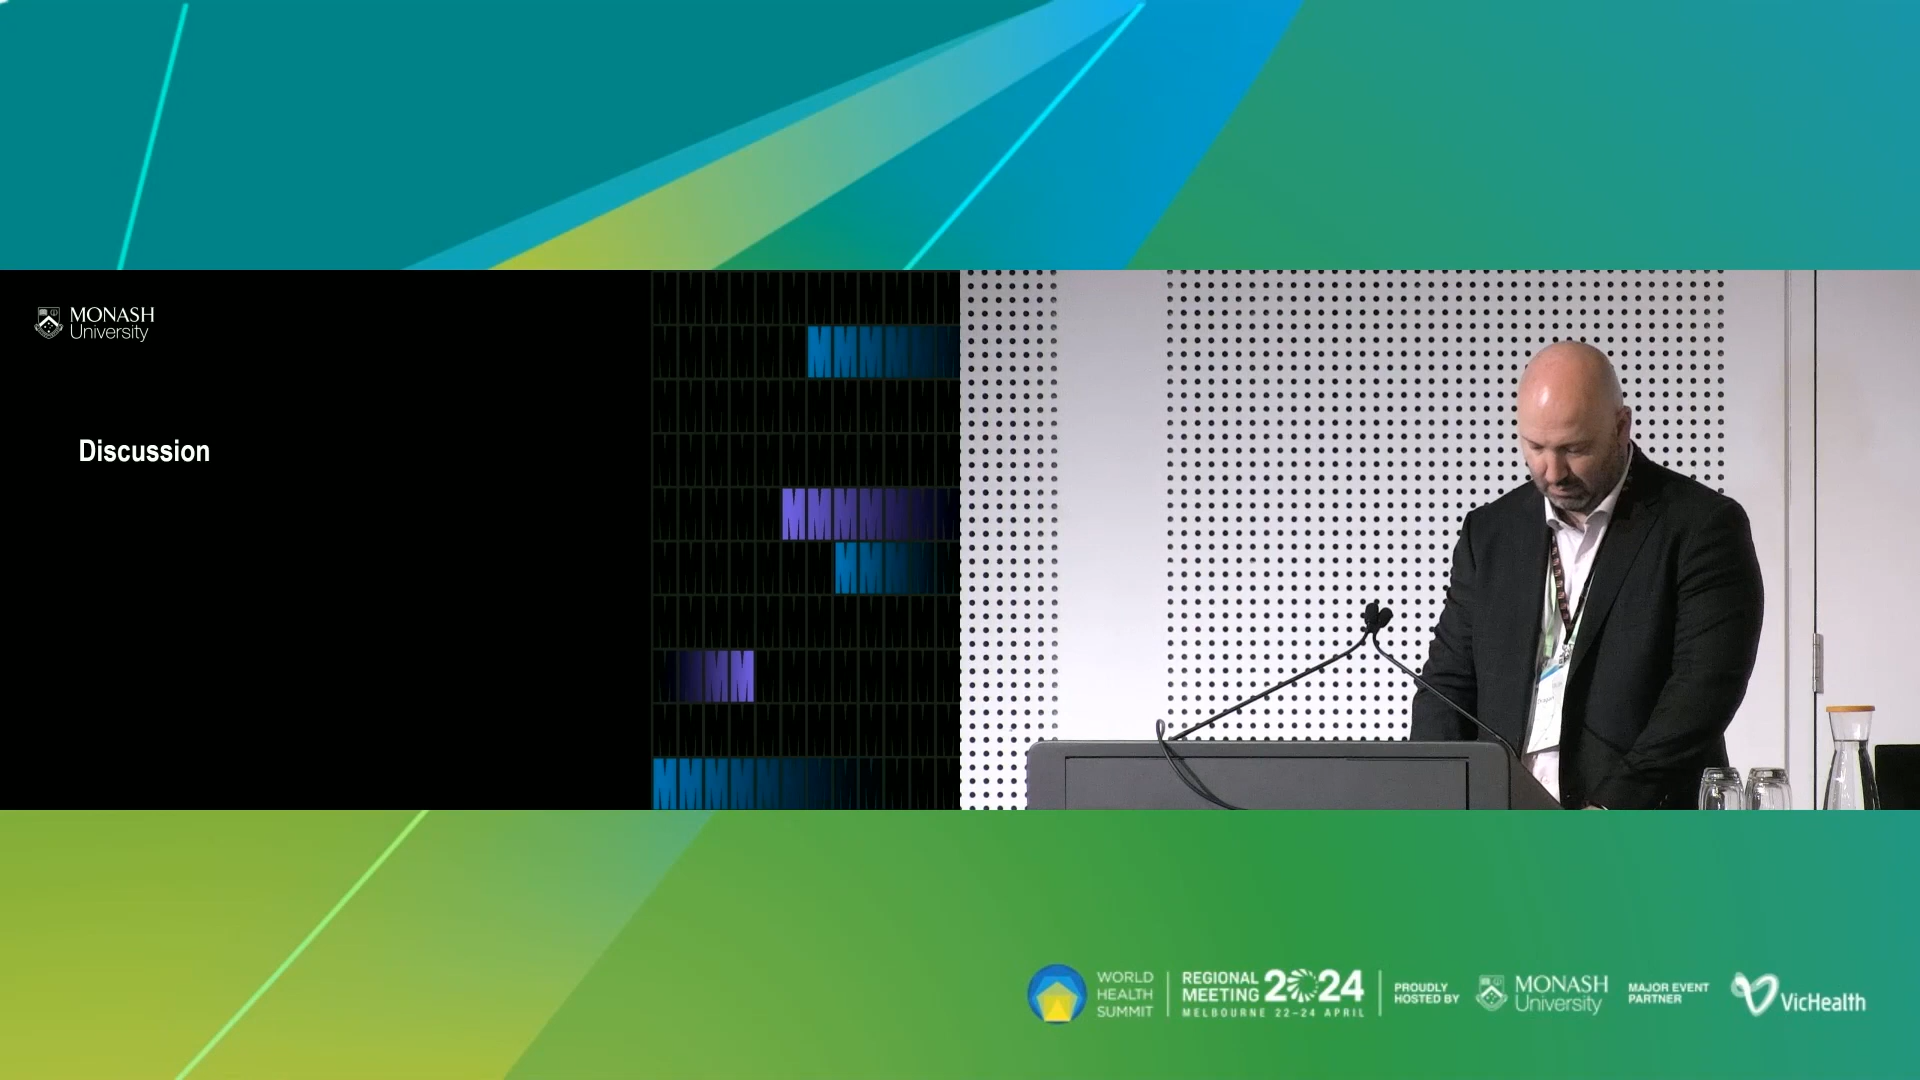 MONASH
University
Discussion
WORLD
HEALTH
SUMMIT
REGIONAL
MEETING 2024
MELBOURNE 22–24 APRIL
PROUDLY
HOSTED BY
MONASH
University
MAJOR EVENT
PARTNER
VicHealth